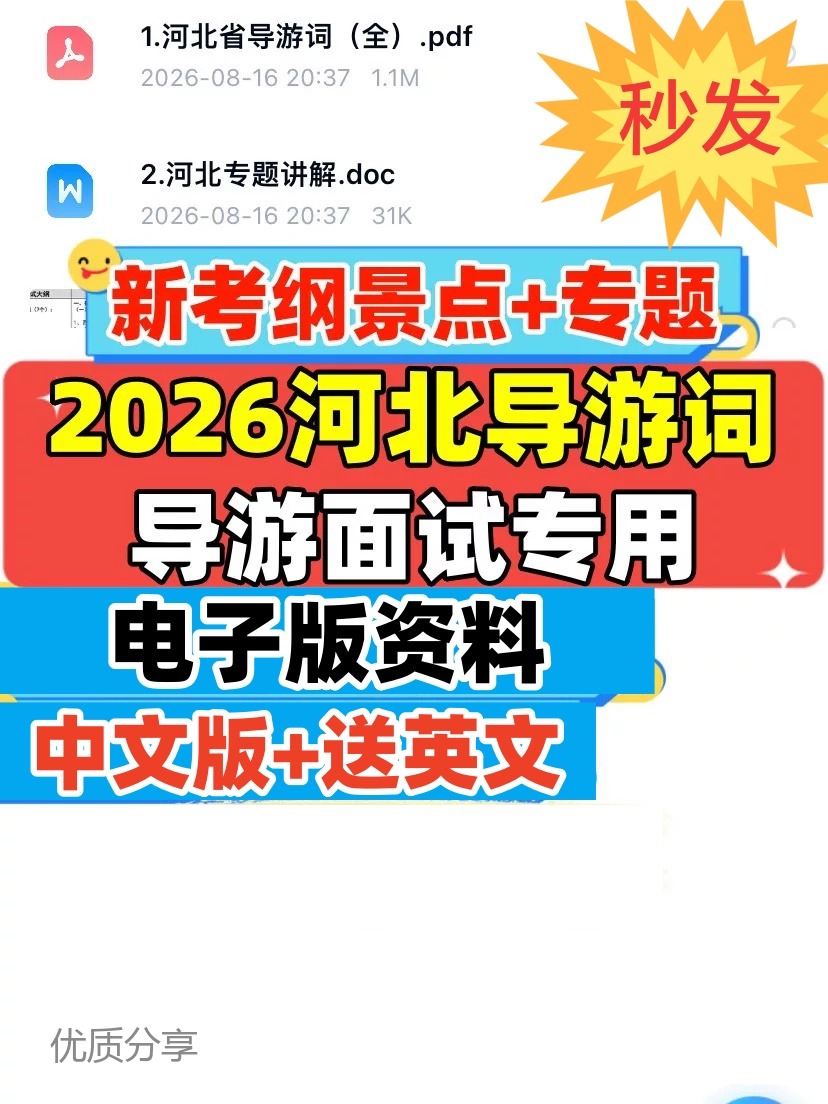 1.河北省导游词（全）.pdf
2026-08-16 20:37 1.1M
秒发
2.河北专题讲解.doc
2026-08-16 20:37 31K
试大纲
新考纲景点+专题
2026河北导游词
导游面试专用
电子版资料
中文版+送英文
优质分享